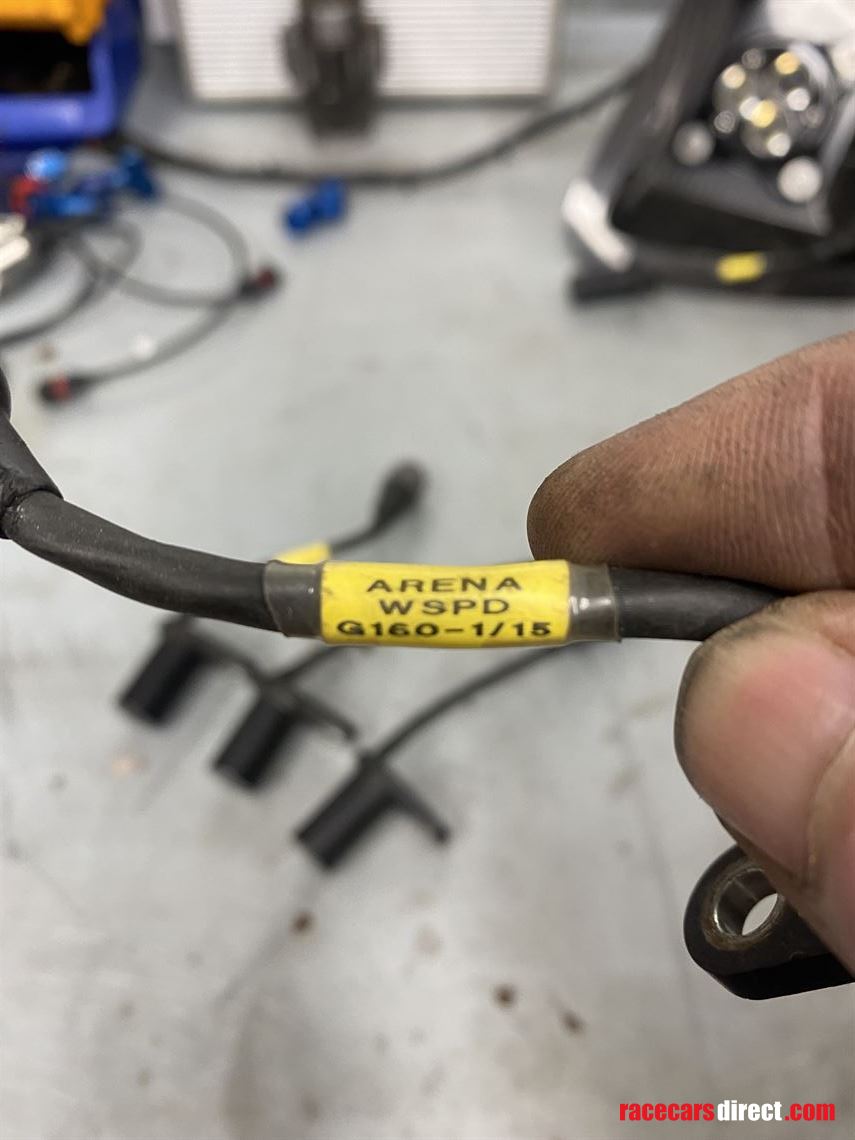 ARENA
WSPD
G160-1/15
racecarsdirect.com